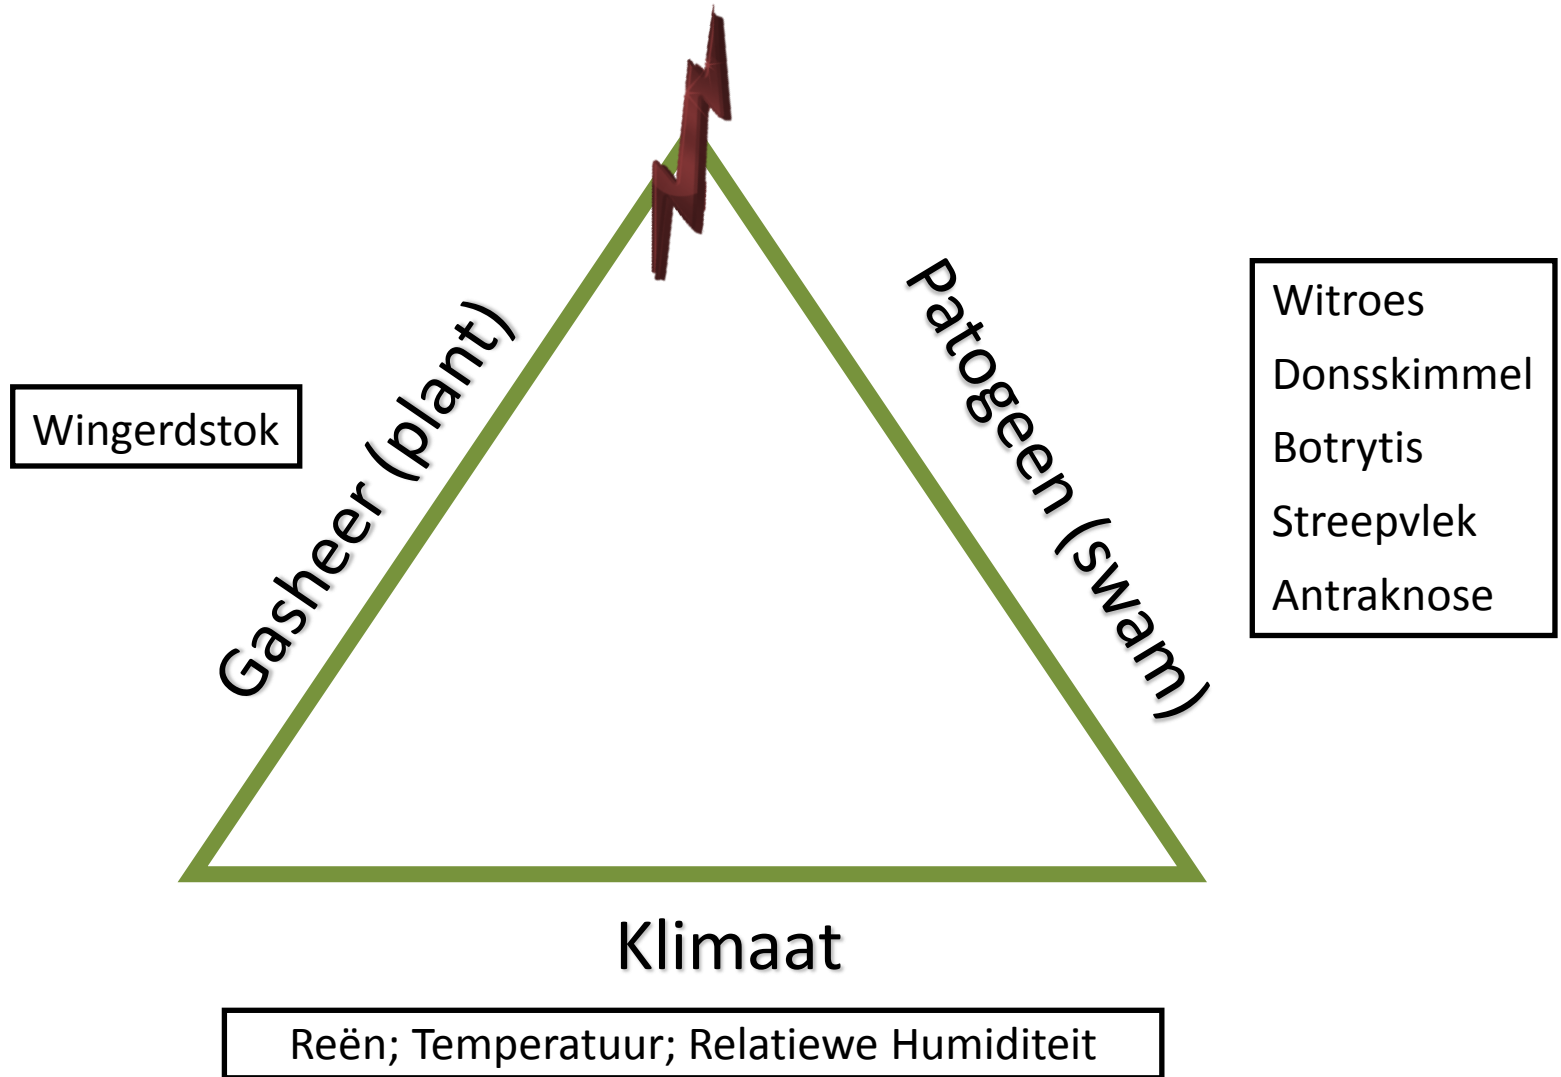 Wingerdstok
Gasheer (plant)
Patogeen (swam)
Witroes
Donsskimmel
Botrytis
Streepvlek
Antraknose
Klimaat
Reën; Temperatuur; Relatiewe Humiditeit